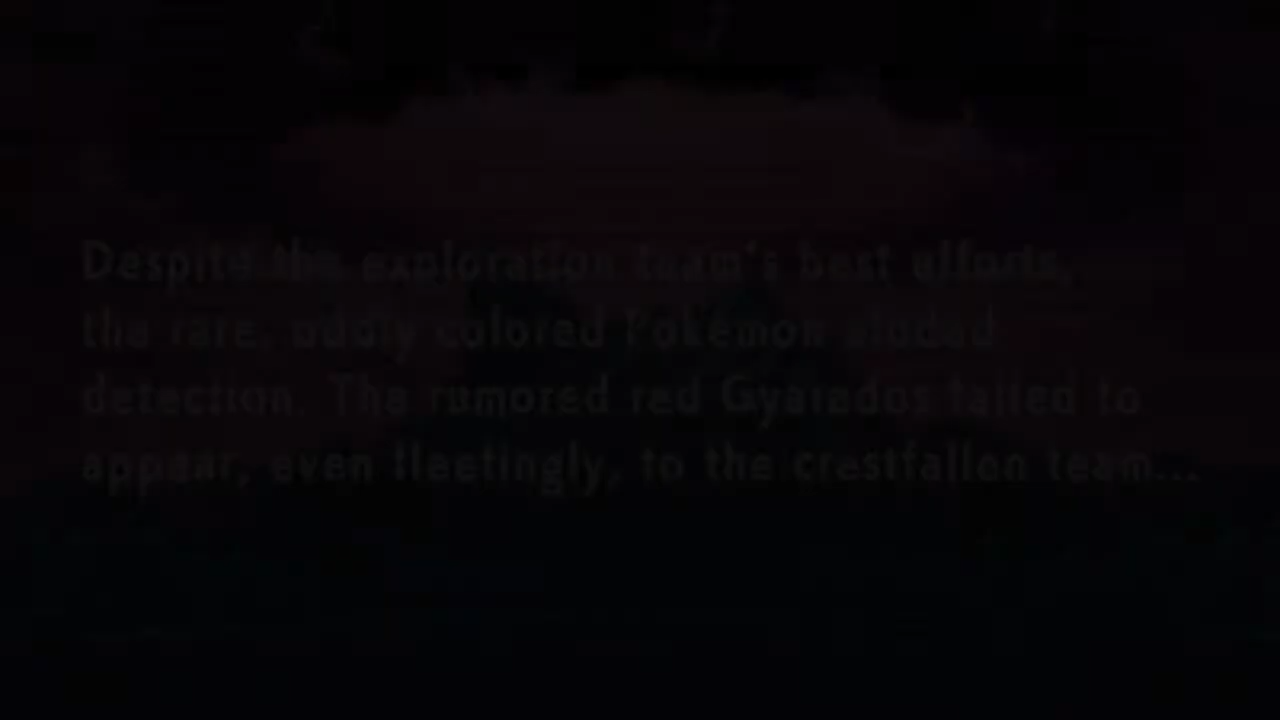 Despite the exploration team's best efforts,
the rare, oddly colored Pokémon eluded
detection. The rumored red Gyarados failed to
appear, even fleetingly, to the crestfallen team...